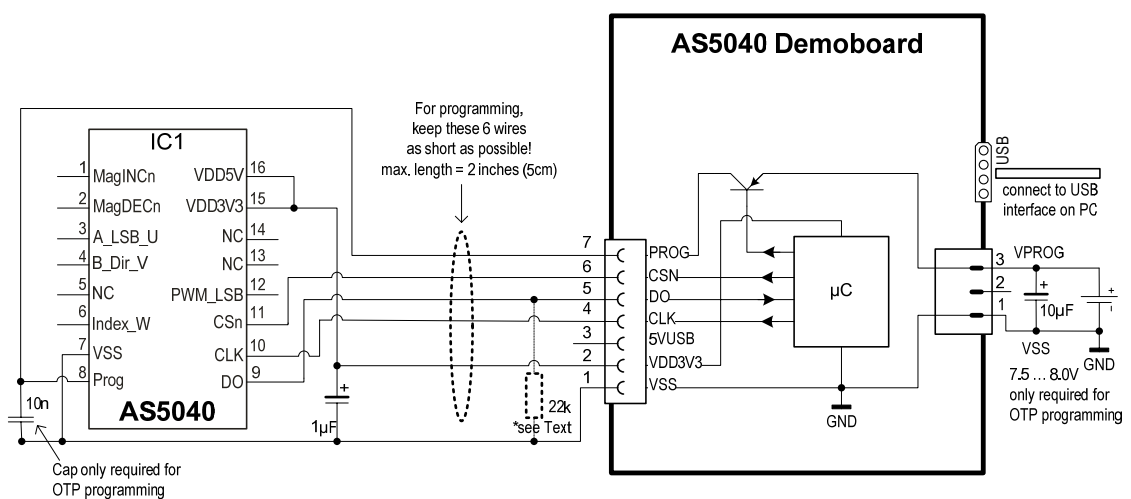 AS5040 Demoboard
For programming,
keep these 6 wires
as short as possible!
max. length = 2 inches (5cm)
IC1
1 MagINCn
2 MagDECn
3 A_LSB_U
4 B_Dir_V
5 NC
6 Index_W
7 VSS
8 Prog
VDD5V 16
VDD3V3 15
NC 14
NC 13
PWM_LSB 12
CSn 11
CLK 10
DO 9
AS5040
10n
Cap only required for
OTP programming
+
1µF
22k
*see Text
7 PROG
6 CSN
5 DO
4 CLK
3 5VUSB
2 VDD3V3
1 VSS
µC
GND
USB
connect to USB
interface on PC
3 VPROG
2
1
+
10µF
+
-
VSS
GND
7.5 ... 8.0V
only required for
OTP programming